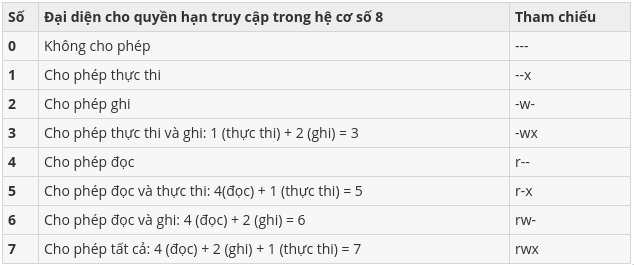 Số Đại diện cho quyền hạn truy cập trong hệ cơ số 8 Tham chiếu
0 Không cho phép ---
1 Cho phép thực thi --x
2 Cho phép ghi -w-
3 Cho phép thực thi và ghi: 1 (thực thi) + 2 (ghi) = 3 -wx
4 Cho phép đọc r--
5 Cho phép đọc và thực thi: 4(đọc) + 1 (thực thi) = 5 r-x
6 Cho phép đọc và ghi: 4 (đọc) + 2 (ghi) = 6 rw-
7 Cho phép tất cả: 4 (đọc) + 2 (ghi) + 1 (thực thi) = 7 rwx